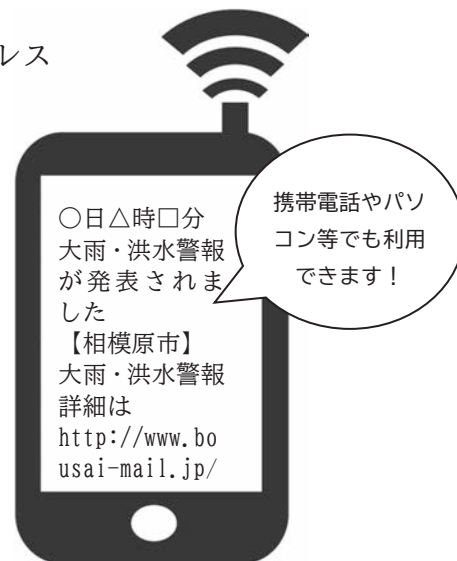 レス
〇日△時□分
大雨・洪水警報
が発表されま
した
【相模原市】
大雨・洪水警報
詳細は
http://www.bo
usai-mail.jp/
携帯電話やパソ
コン等でも利用
できます！